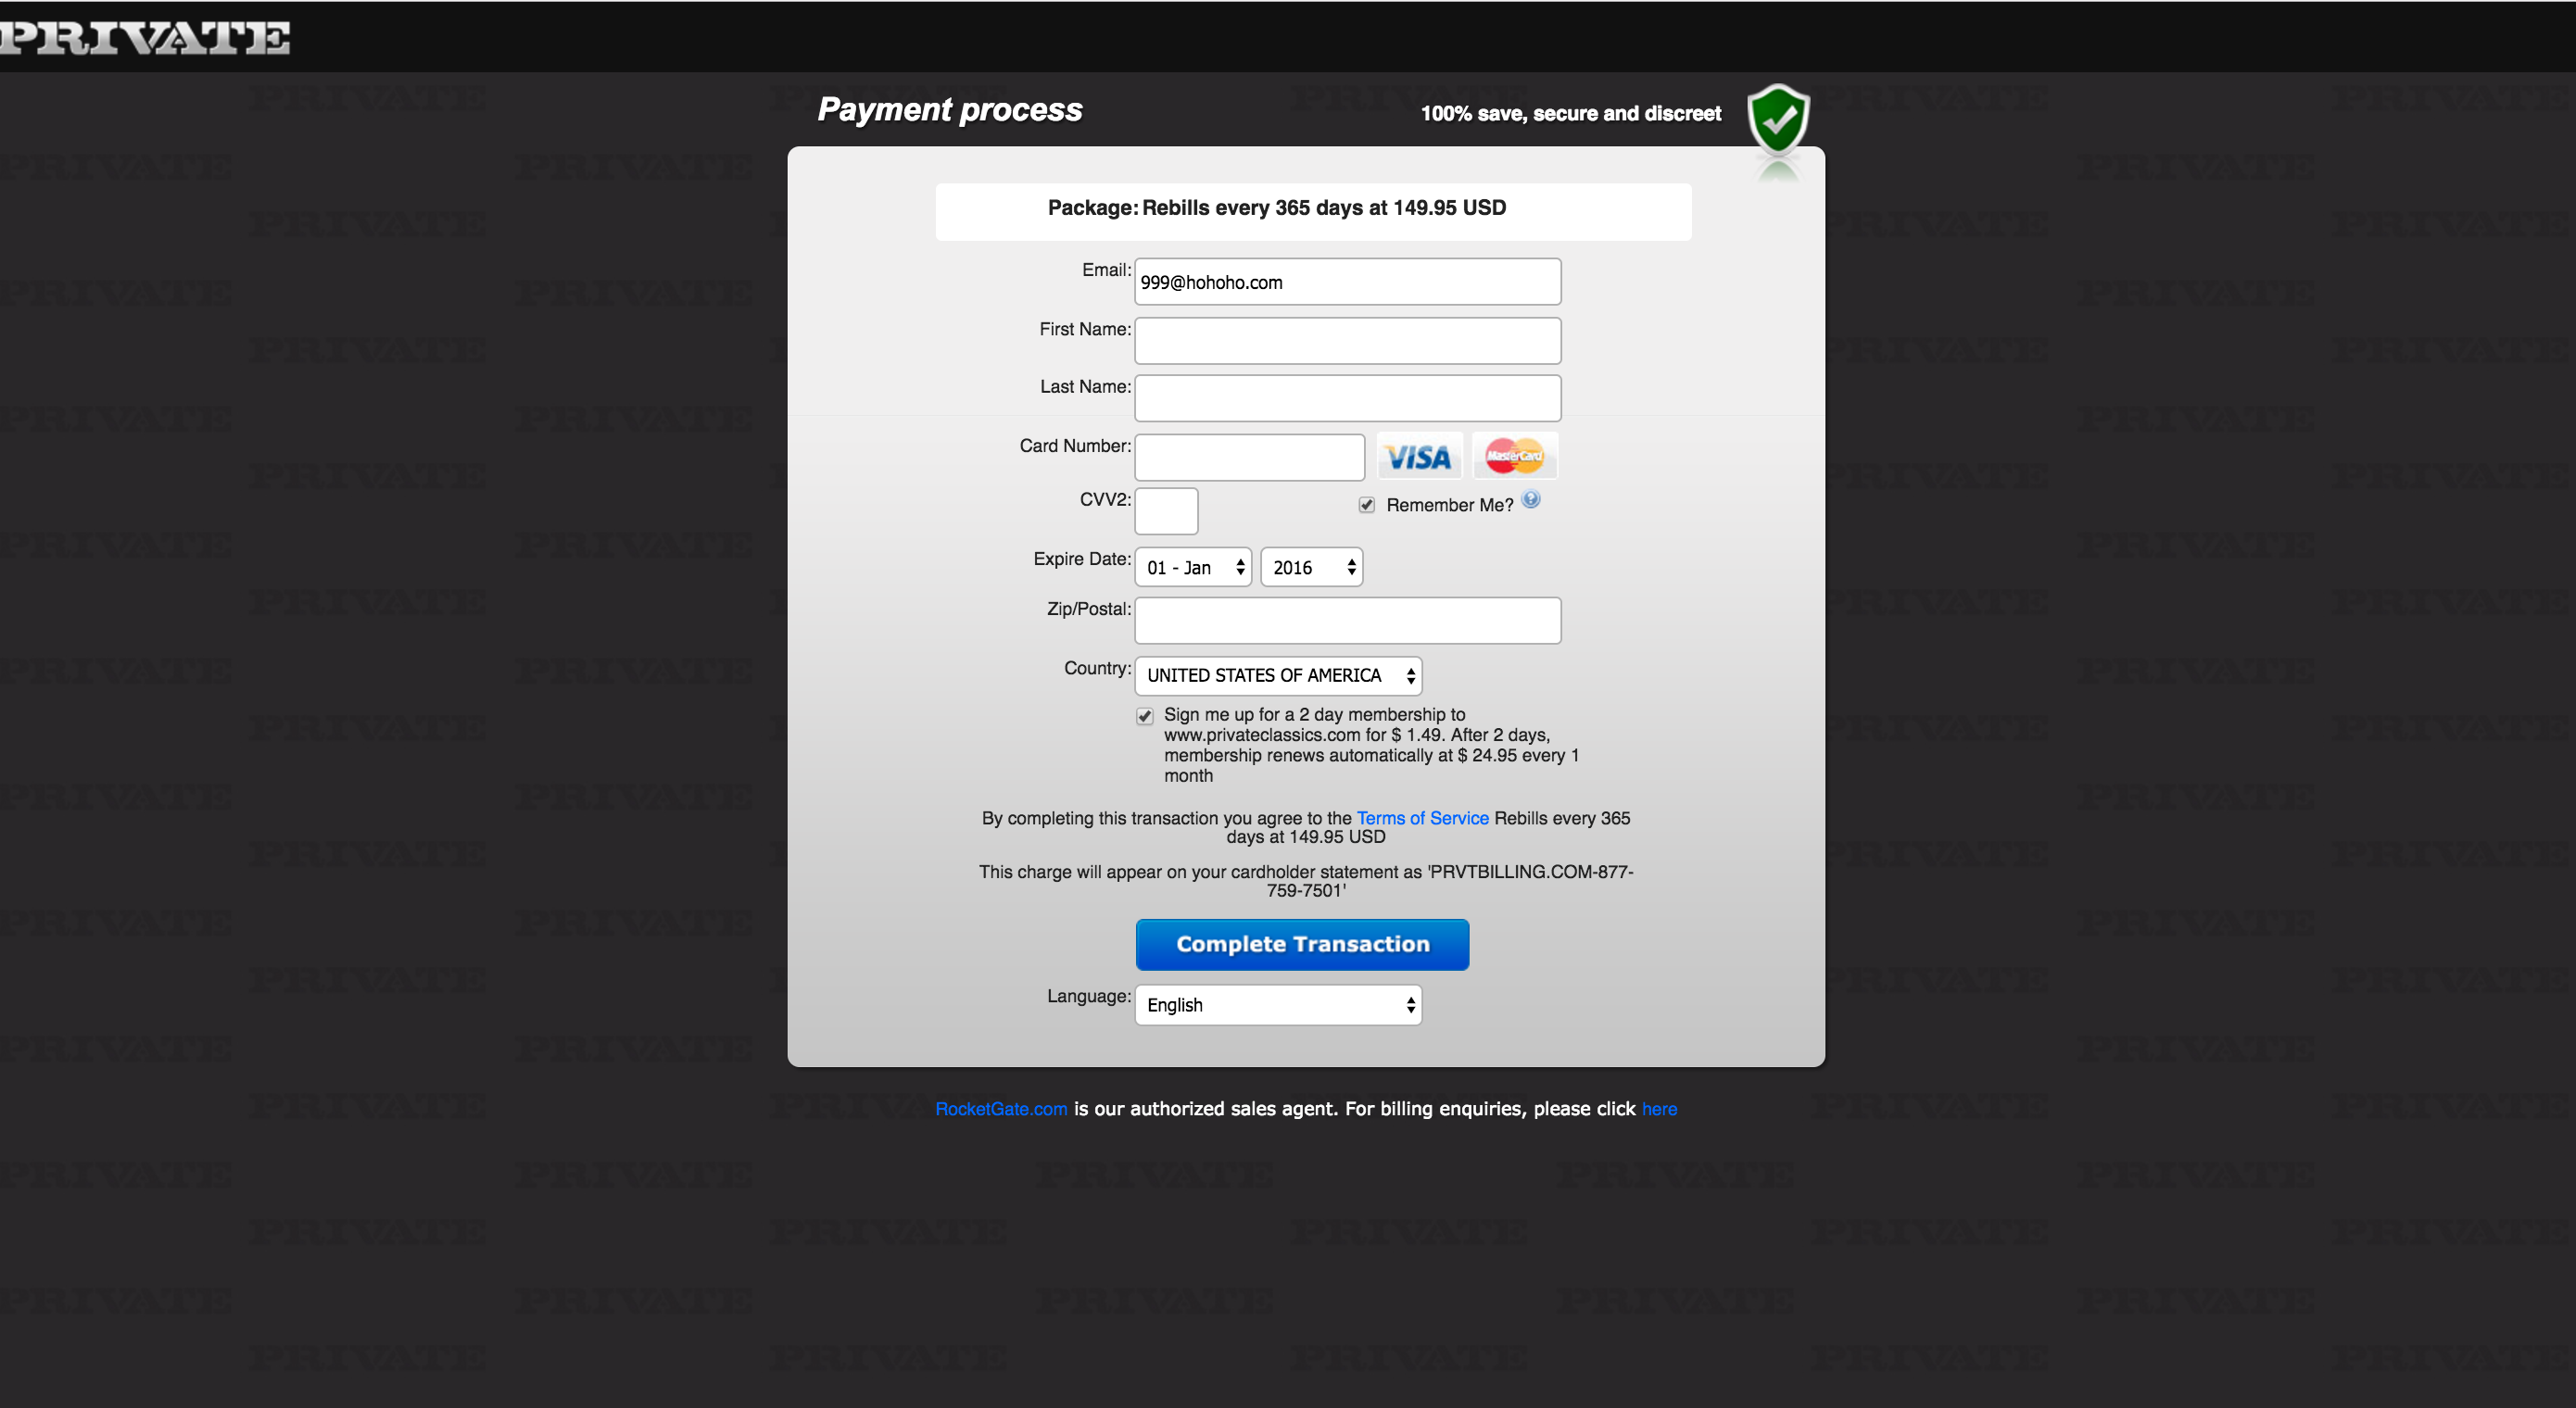 PRIVATE
Payment process
100% save, secure and discreet
Package: Rebills every 365 days at 149.95 USD
Email: 999@hohoho.com
First Name:
Last Name:
Card Number: VISA MasterCard
CVV2: Remember Me? ?
Expire Date: 01 - Jan 2016
Zip/Postal:
Country: UNITED STATES OF AMERICA
Sign me up for a 2 day membership to
www.privateclassics.com for $ 1.49. After 2 days,
membership renews automatically at $ 24.95 every 1
month
By completing this transaction you agree to the Terms of Service Rebills every 365
days at 149.95 USD
This charge will appear on your cardholder statement as 'PRVTBILLING.COM-877-
759-7501'
Complete Transaction
Language: English
RocketGate.com is our authorized sales agent. For billing enquiries, please click here